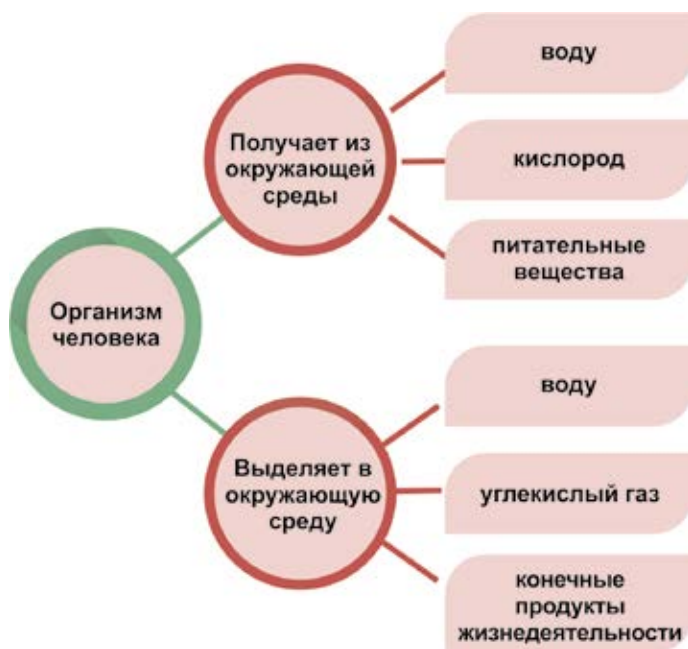 Организм
человека
Получает из
окружающей
среды
воду
кислород
питательные
вещества
Выделяет в
окружающую
среду
воду
углекислый газ
конечные
продукты
жизнедеятельности